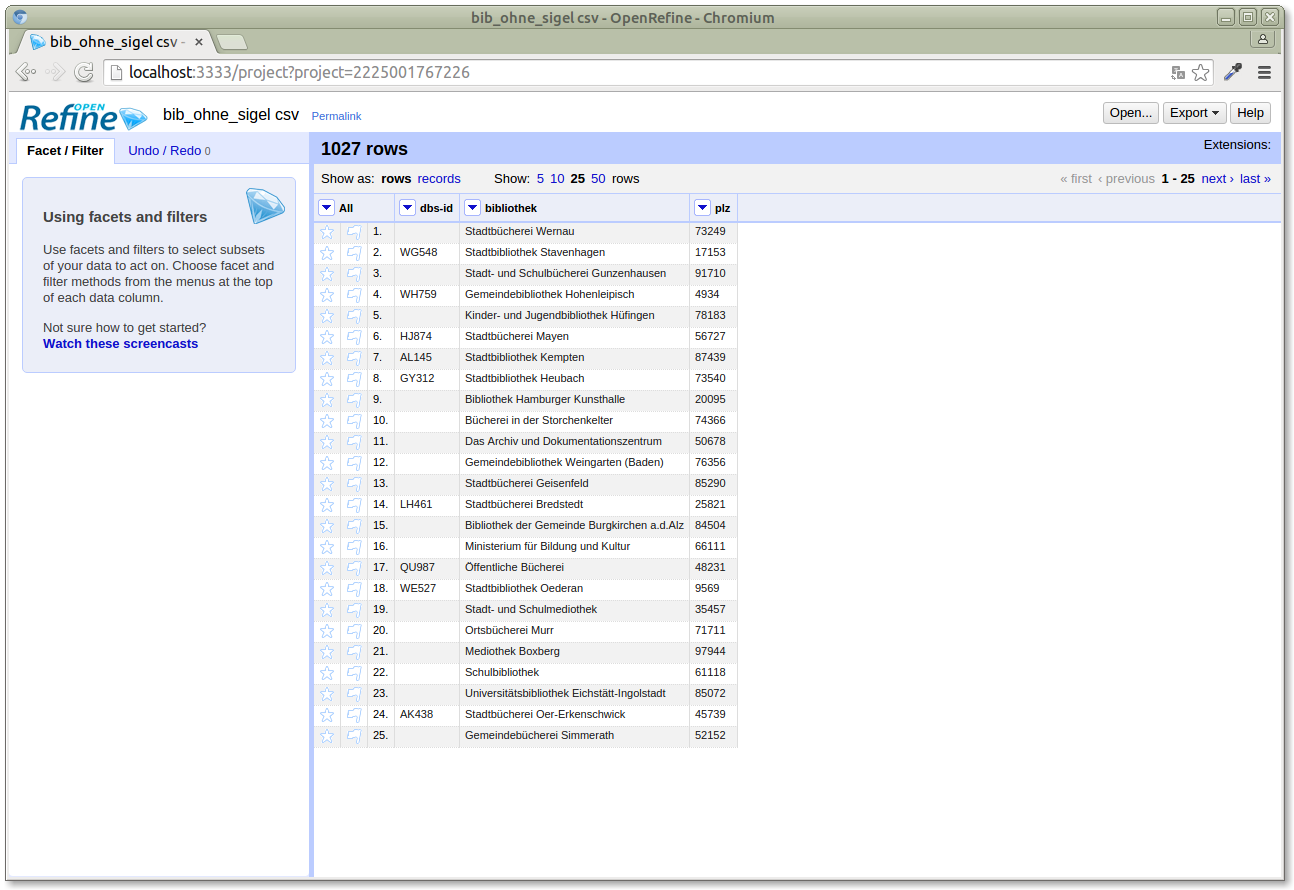 bib_ohne_sigel csv - OpenRefine - Chromium
bib_ohne_sigel csv -
localhost:3333/project?project=2225001767226
OPEN
Refine bib_ohne_sigel csv Permalink Open... Export Help
Facet / Filter Undo / Redo 0 1027 rows Extensions:
Show as: rows records Show: 5 10 25 50 rows « first ‹ previous 1 - 25 next › last »
Using facets and filters
Use facets and filters to select subsets
of your data to act on. Choose facet and
filter methods from the menus at the top
of each data column.
Not sure how to get started?
Watch these screencasts
All dbs-id bibliothek plz
1. Stadtbücherei Wernau 73249
2. WG548 Stadtbibliothek Stavenhagen 17153
3. Stadt- und Schulbücherei Gunzenhausen 91710
4. WH759 Gemeindebibliothek Hohenleipisch 4934
5. Kinder- und Jugendbibliothek Hüfingen 78183
6. HJ874 Stadtbücherei Mayen 56727
7. AL145 Stadtbibliothek Kempten 87439
8. GY312 Stadtbibliothek Heubach 73540
9. Bibliothek Hamburger Kunsthalle 20095
10. Bücherei in der Storchenkelter 74366
11. Das Archiv und Dokumentationszentrum 50678
12. Gemeindebibliothek Weingarten (Baden) 76356
13. Stadtbücherei Geisenfeld 85290
14. LH461 Stadtbücherei Bredstedt 25821
15. Bibliothek der Gemeinde Burgkirchen a.d.Alz 84504
16. Ministerium für Bildung und Kultur 66111
17. QU987 Öffentliche Bücherei 48231
18. WE527 Stadtbibliothek Oederan 9569
19. Stadt- und Schulmediothek 35457
20. Ortsbücherei Murr 71711
21. Mediothek Boxberg 97944
22. Schulbibliothek 61118
23. Universitätsbibliothek Eichstätt-Ingolstadt 85072
24. AK438 Stadtbücherei Oer-Erkenschwick 45739
25. Gemeindebücherei Simmerath 52152